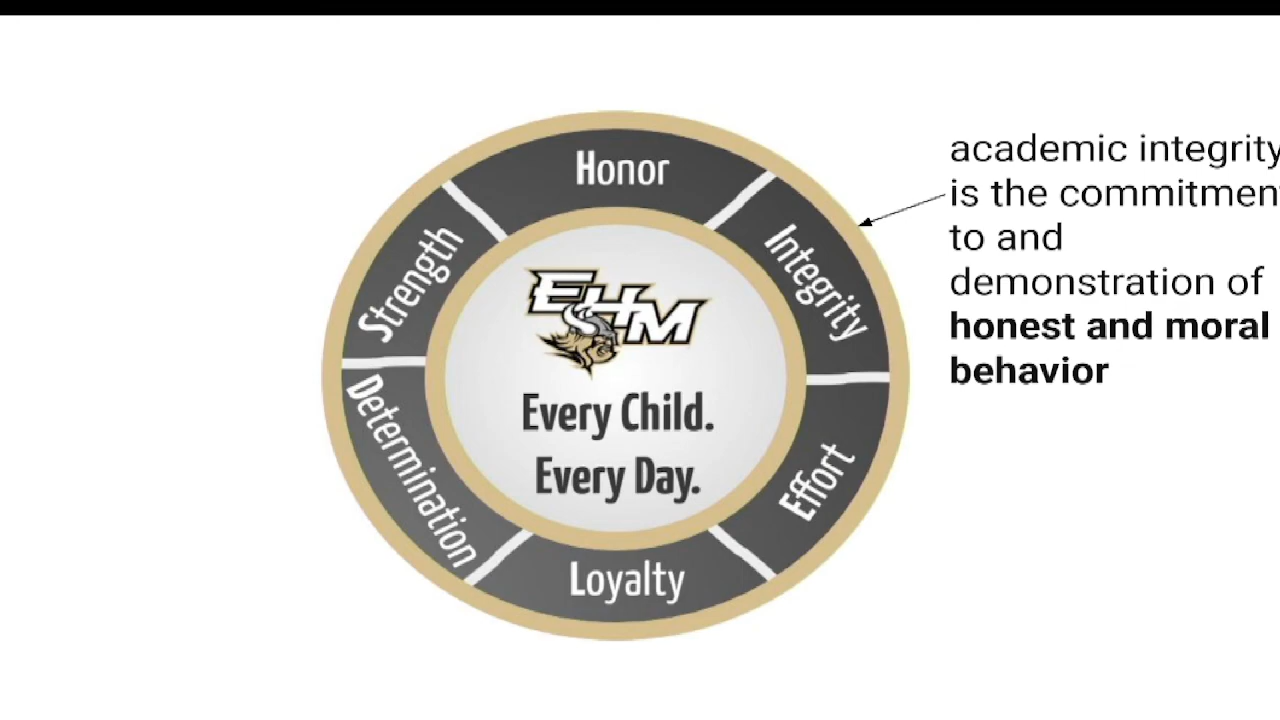 Honor
Integrity
Effort
Loyalty
Determination
Strength
EHM
Every Child.
Every Day.
academic integrity
is the commitment
to and
demonstration of
honest and moral
behavior